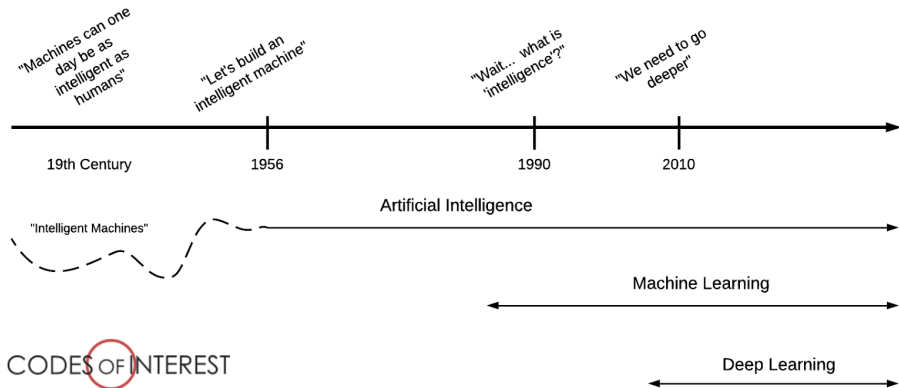 "Machines can one
day be as
intelligent as
humans"
"Let's build an
intelligent machine"
"Wait... what is
'intelligence'?"
"We need to go
deeper"
19th Century
1956
1990
2010
Artificial Intelligence
"Intelligent Machines"
Machine Learning
Deep Learning
CODES OF INTEREST